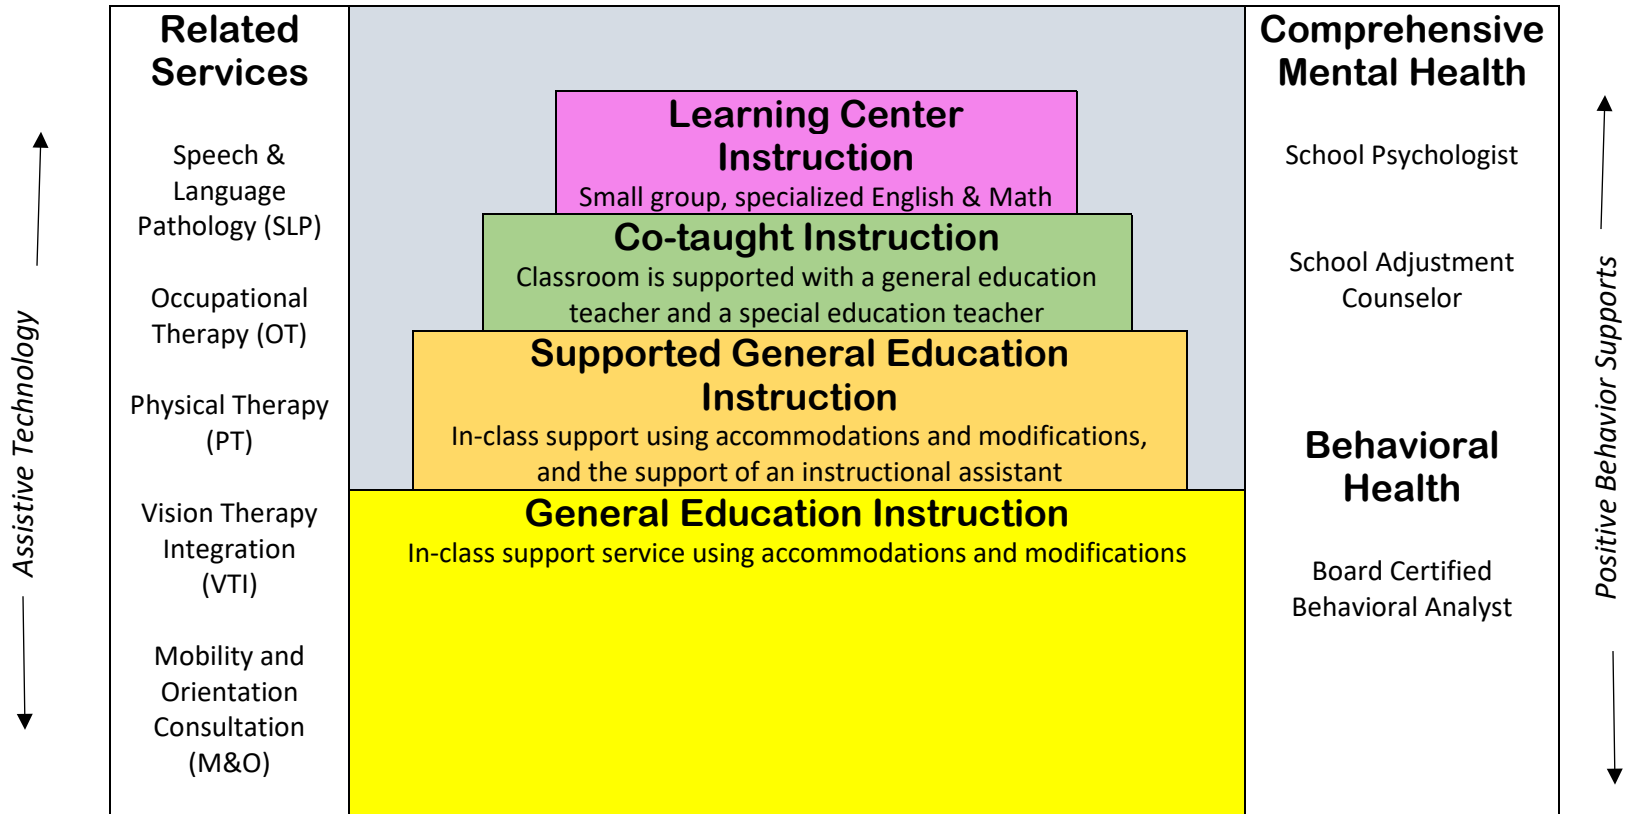 Related
Services
Speech &
Language
Pathology (SLP)
Occupational
Therapy (OT)
Physical Therapy
(PT)
Vision Therapy
Integration
(VTI)
Mobility and
Orientation
Consultation
(M&O)
Assistive Technology
Learning Center
Instruction
Small group, specialized English & Math
Co-taught Instruction
Classroom is supported with a general education
teacher and a special education teacher
Supported General Education
Instruction
In-class support using accommodations and modifications,
and the support of an instructional assistant
General Education Instruction
In-class support service using accommodations and modifications
Comprehensive
Mental Health
School Psychologist
School Adjustment
Counselor
Behavioral
Health
Board Certified
Behavioral Analyst
Positive Behavior Supports